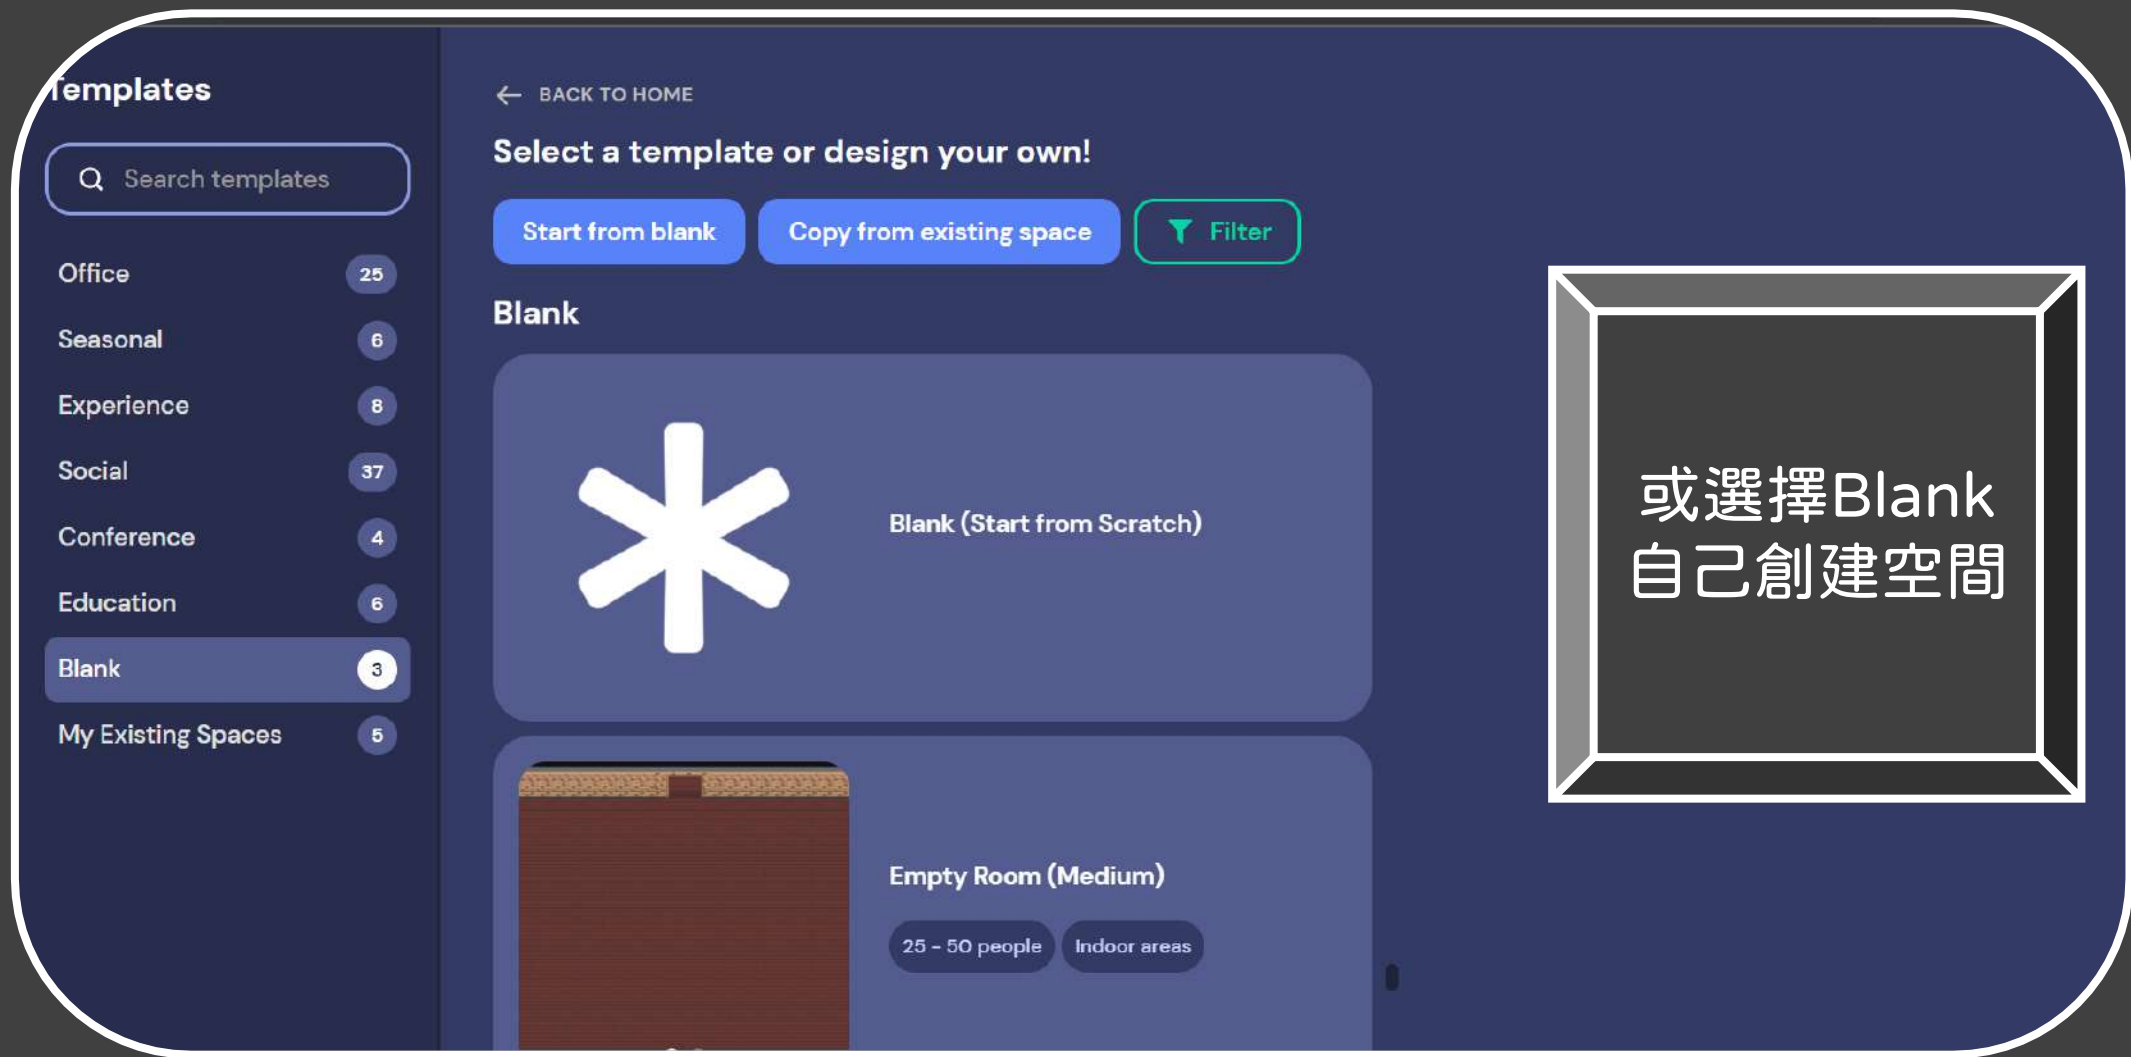 Templates
Search templates
Office 25
Seasonal 6
Experience 8
Social 37
Conference 4
Education 6
Blank 3
My Existing Spaces 5
← BACK TO HOME
Select a template or design your own!
Start from blank Copy from existing space Filter
Blank
Blank (Start from Scratch)
Empty Room (Medium)
25 - 50 people Indoor areas
或選擇Blank
自己創建空間